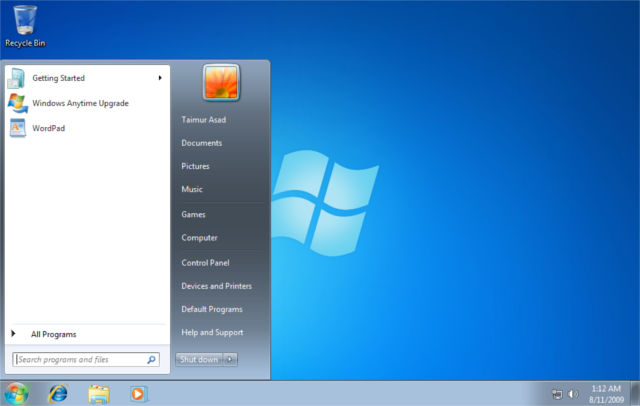 Recycle Bin
Getting Started
Windows Anytime Upgrade
WordPad
All Programs
Search programs and files
Taimur Asad
Documents
Pictures
Music
Games
Computer
Control Panel
Devices and Printers
Default Programs
Help and Support
Shut down
1:12 AM
8/11/2009